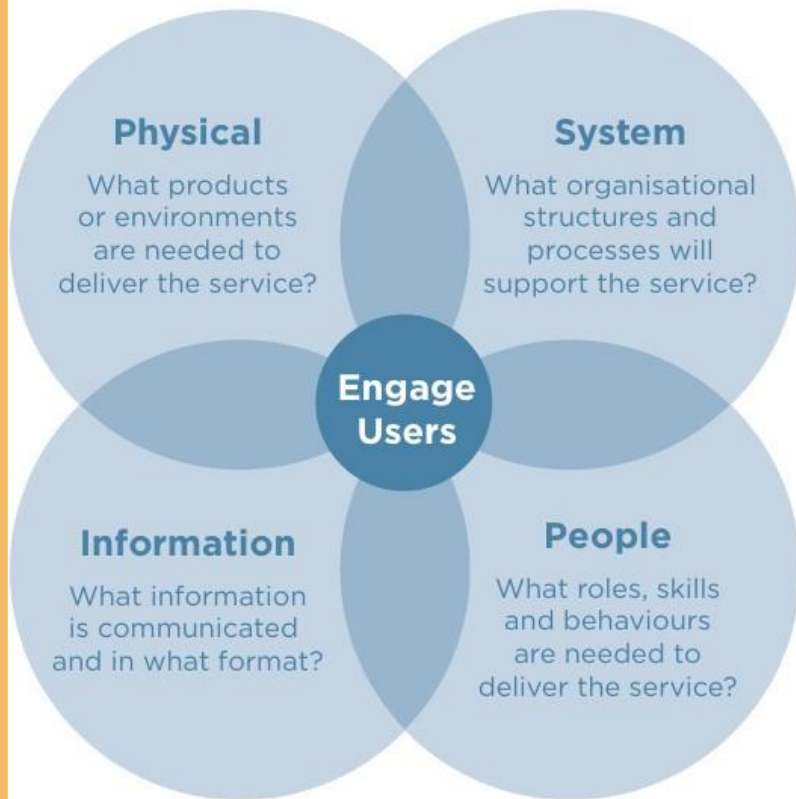 Physical
What products
or environments
are needed to
deliver the service?
System
What organisational
structures and
processes will
support the service?
Engage
Users
Information
What information
is communicated
and in what format?
People
What roles, skills
and behaviours
are needed to
deliver the service?